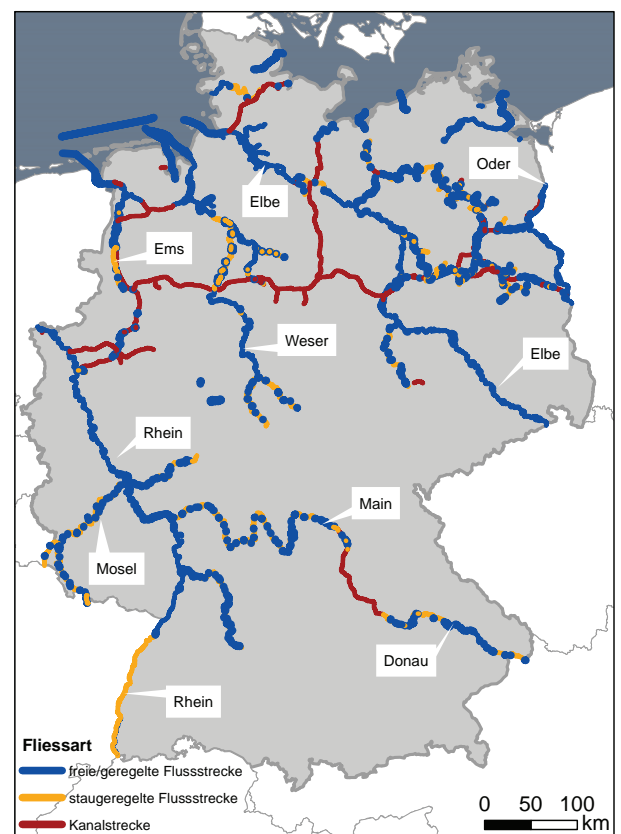 Oder
Elbe
Ems
Weser
Elbe
Rhein
Main
Mosel
Donau
Rhein
Fliessart
freie/geregelte Flussstrecke
staugeregelte Flussstrecke
Kanalstrecke
0 50 100
km